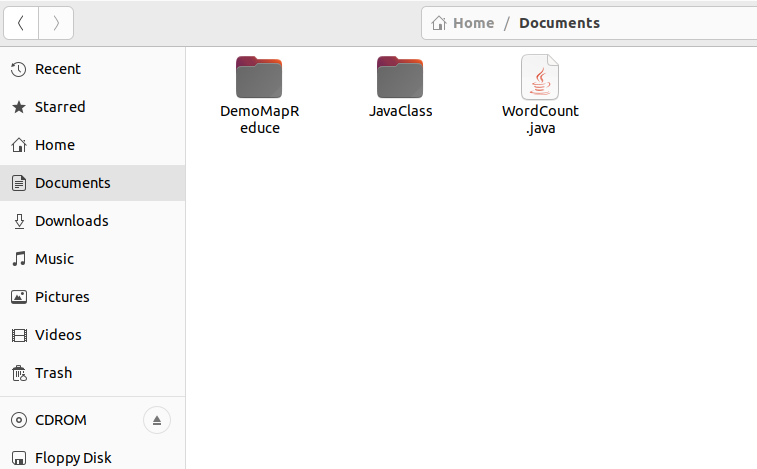 Home / Documents
Recent
Starred
Home
Documents
Downloads
Music
Pictures
Videos
Trash
CDROM
Floppy Disk
DemoMapR
educe
JavaClass
WordCount
.java